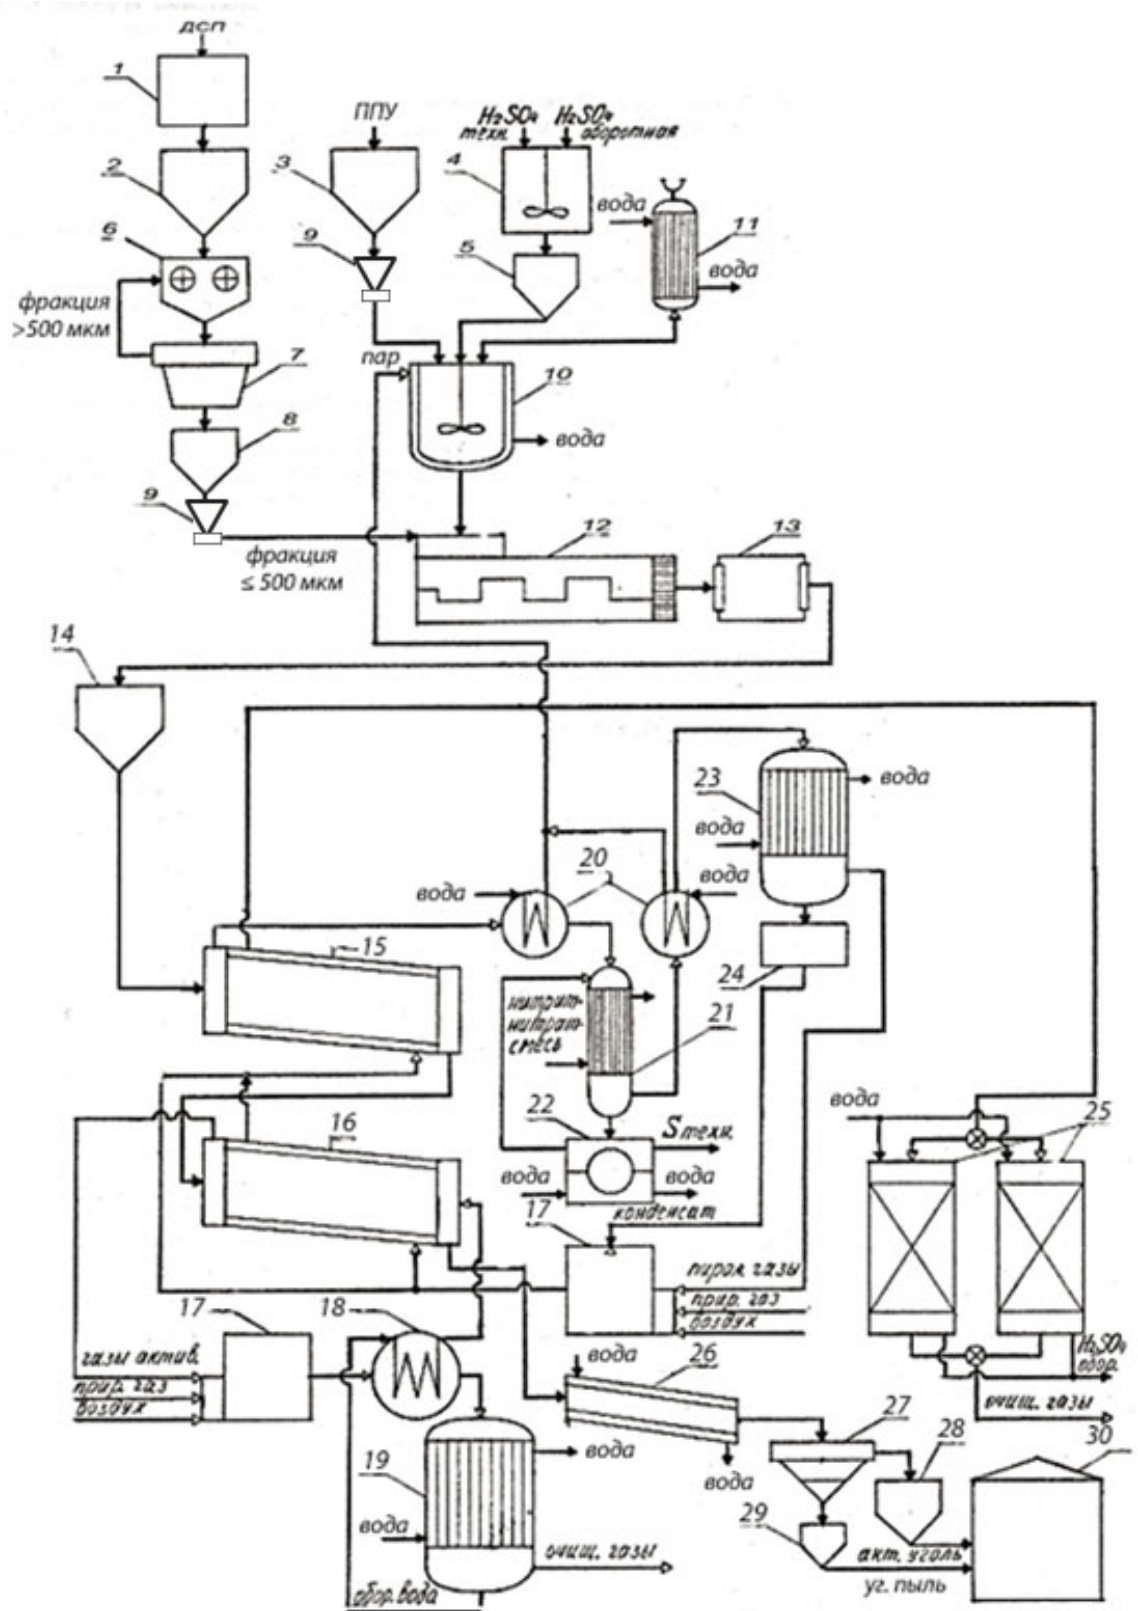 ДСП
1
2
ППУ
3
H₂SO₄
техн
H₂SO₄
оборотная
4
5
вода
11
вода
6
фракция
>500 мкм
7
8
9
9
пар
10
вода
фракция
≤ 500 мкм
12
13
14
15
вода
20
вода
23
вода
вода
24
нитрит-
нитрат-
смесь
21
22
S техн.
вода
вода
конденсат
16
17
пирол. газы
прир. газ
воздух
вода
25
H₂SO₄
обор.
очищ. газы
17
газы актив.
прир. газ
воздух
18
19
вода
вода
очищ. газы
обор. вода
вода
26
вода
27
28
29
акт. уголь
уг. пыль
30